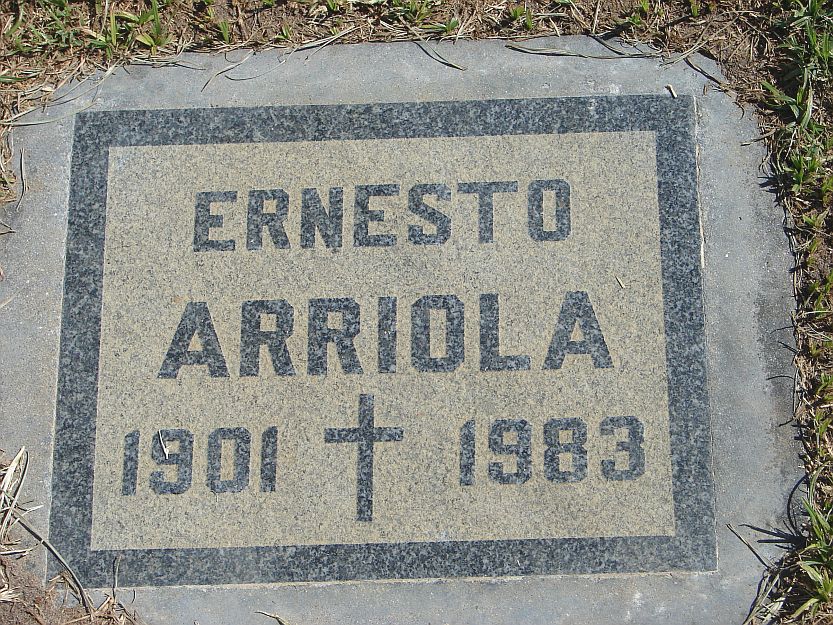 ERNESTO
ARRIOLA
1901 1983